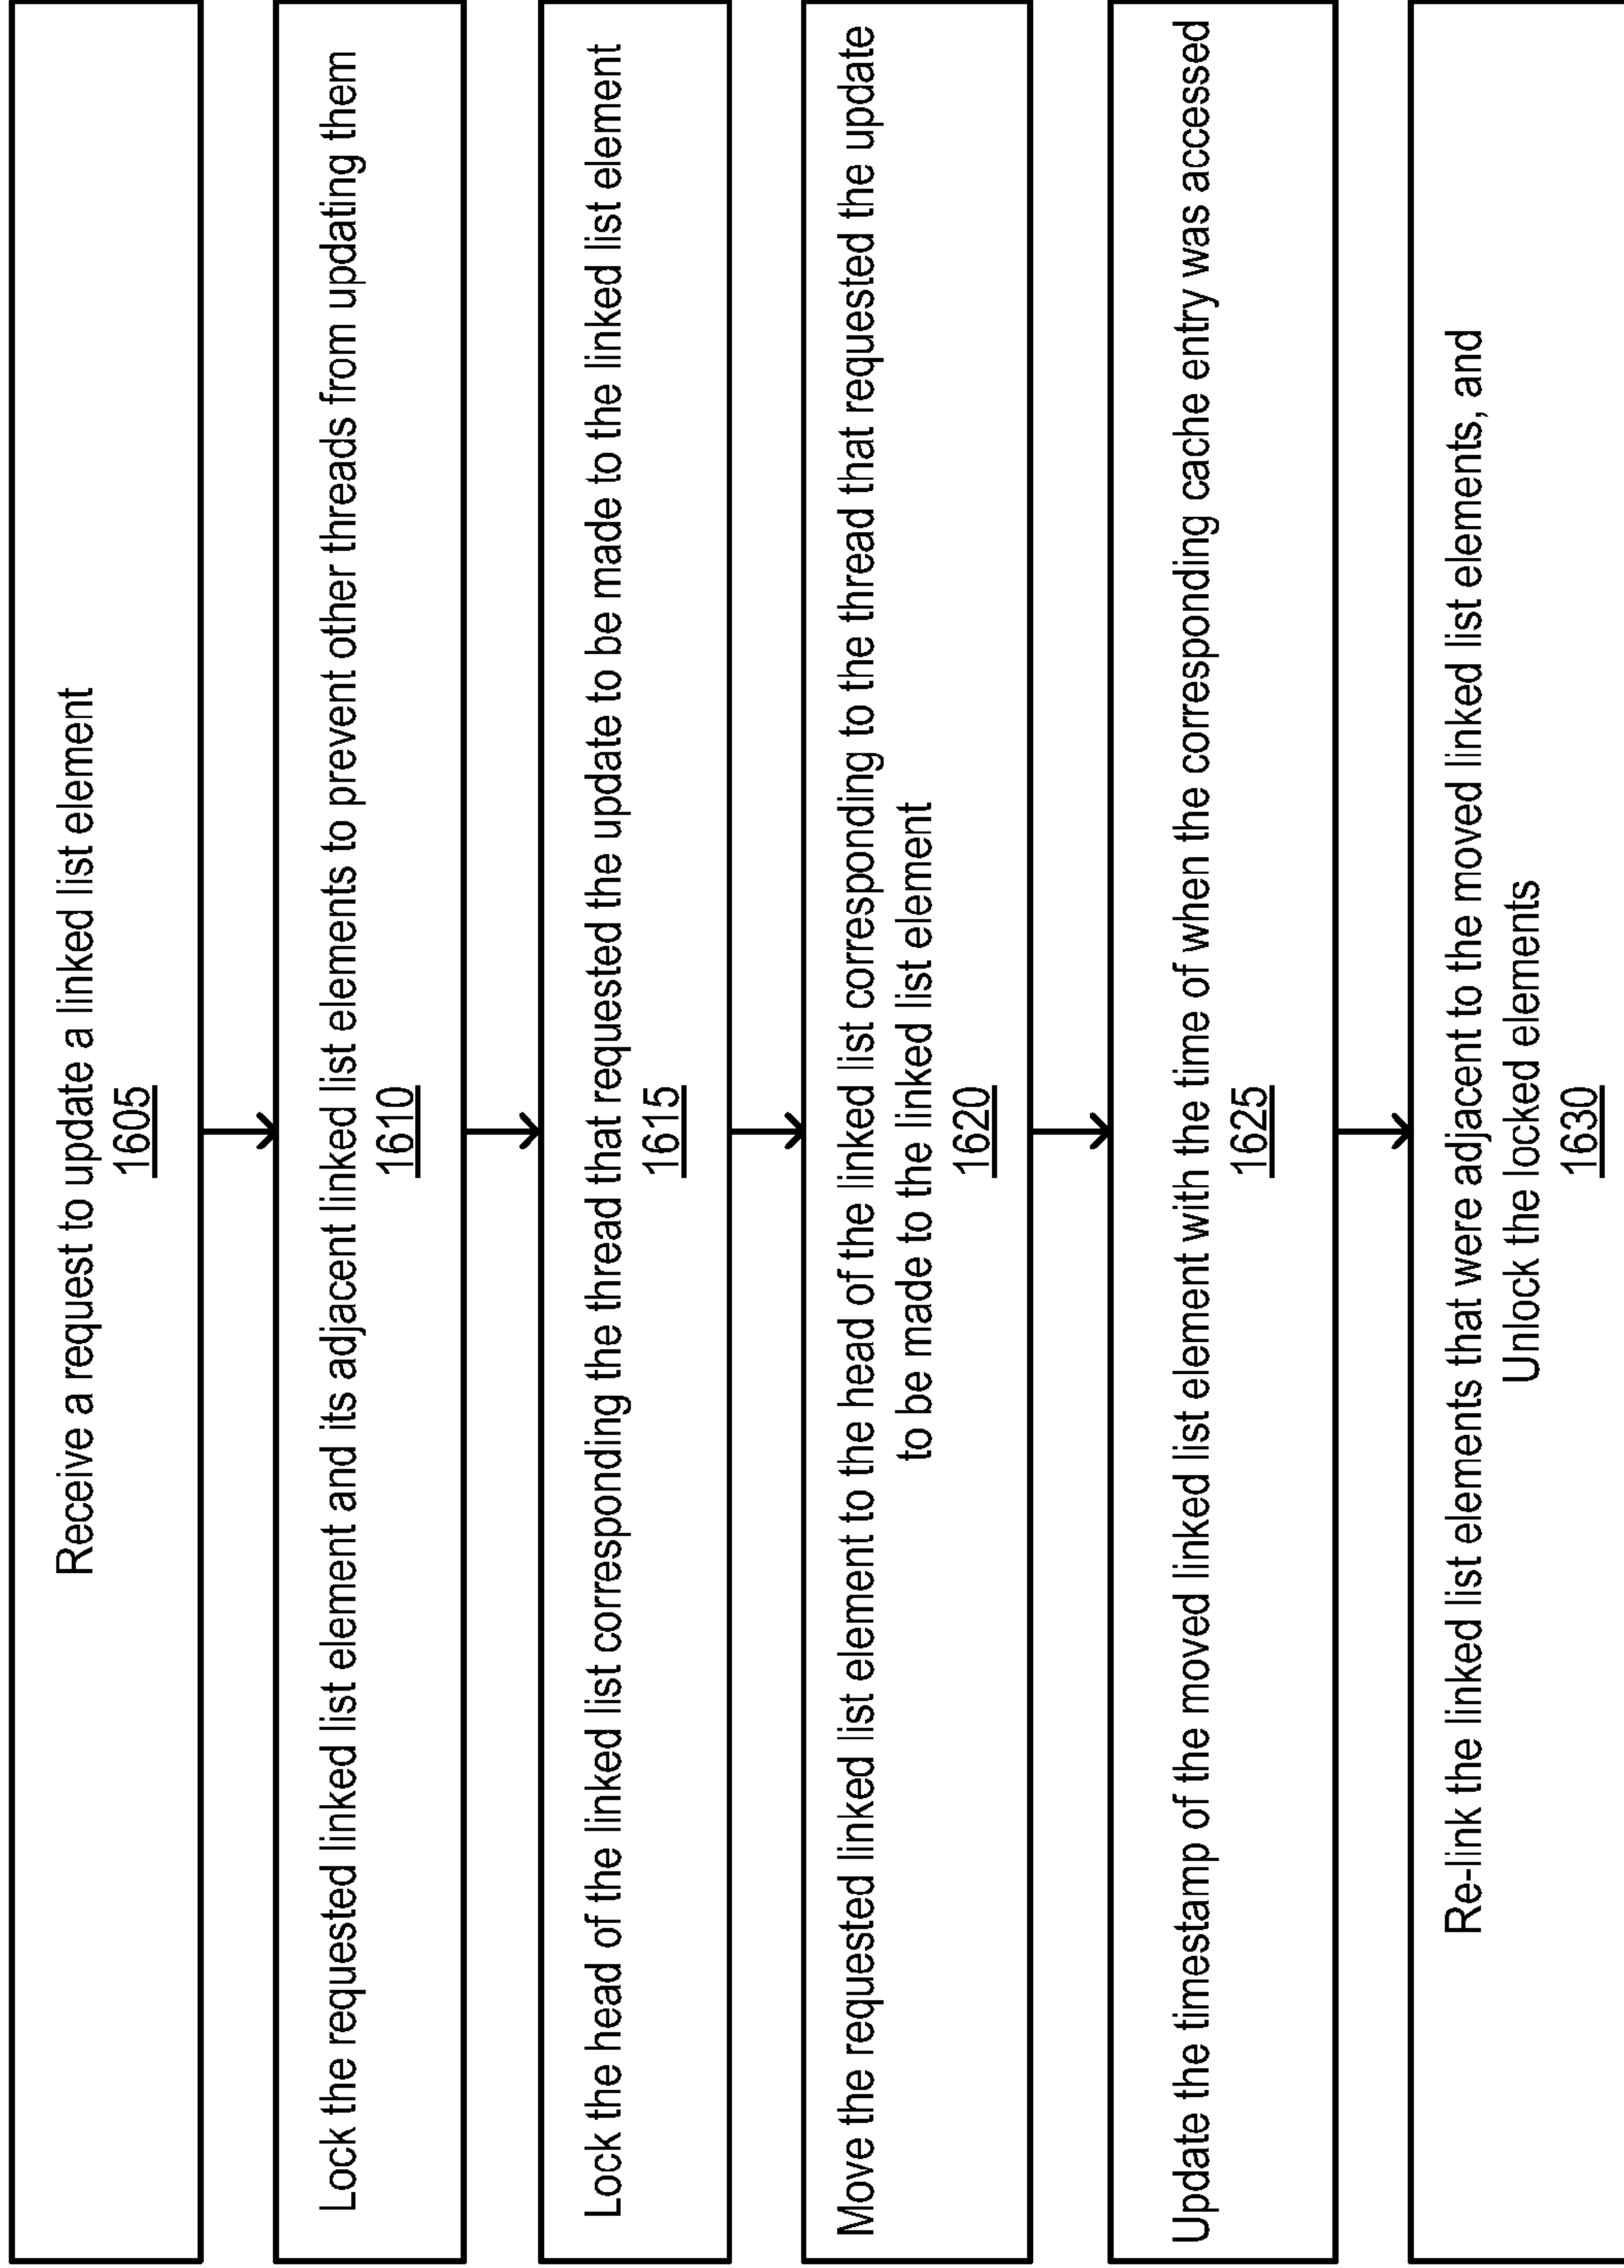 Receive a request to update a linked list element
1605
Lock the requested linked list element and its adjacent linked list elements to prevent other threads from updating them
1610
Lock the head of the linked list corresponding the thread that requested the update to be made to the linked list element
1615
Move the requested linked list element to the head of the linked list corresponding to the thread that requested the update
to be made to the linked list element
1620
Update the timestamp of the moved linked list element with the time of when the corresponding cache entry was accessed
1625
Re-link the linked list elements that were adjacent to the moved linked list elements, and
Unlock the locked elements
1630